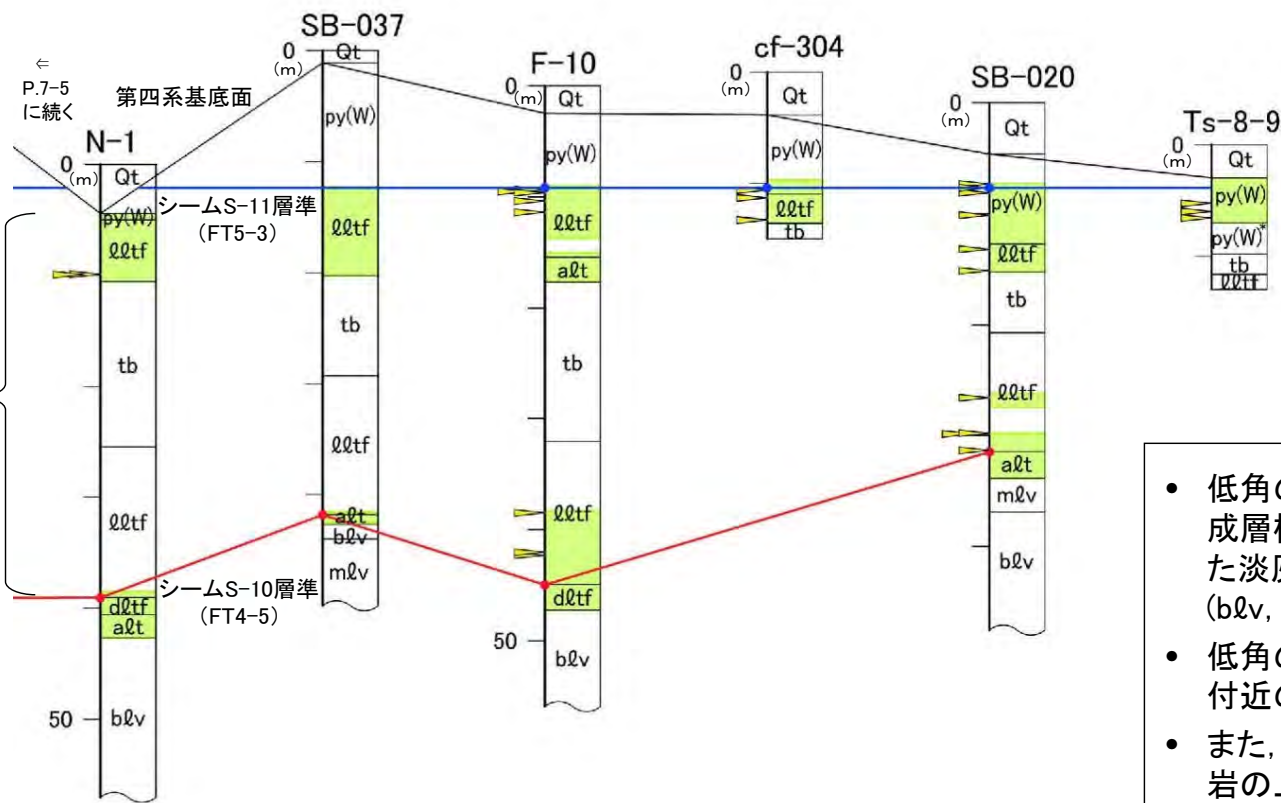 ⇐
P.7-5
に続く
第四系基底面
N-1
0
(m)
Qt
py(W)
ℓℓtf
tb
ℓℓtf
dℓtf
aℓt
50
bℓv
シームS-11層準
(FT5-3)
シームS-10層準
(FT4-5)
SB-037
0
(m)
Qt
py(W)
ℓℓtf
tb
ℓℓtf
aℓt
bℓv
mℓv
F-10
0
(m)
Qt
py(W)
ℓℓtf
aℓt
tb
ℓℓtf
dℓtf
50
bℓv
cf-304
0
(m)
Qt
py(W)
ℓℓtf
tb
SB-020
0
(m)
Qt
py(W)
ℓℓtf
tb
ℓℓtf
aℓt
mℓv
bℓv
Ts-8-9
0
(m)
Qt
py(W)
py(W)*
tb
ℓℓtf
• 低角の
成層構
た淡灰
(bℓv,
• 低角の
付近の
• また,
岩の上